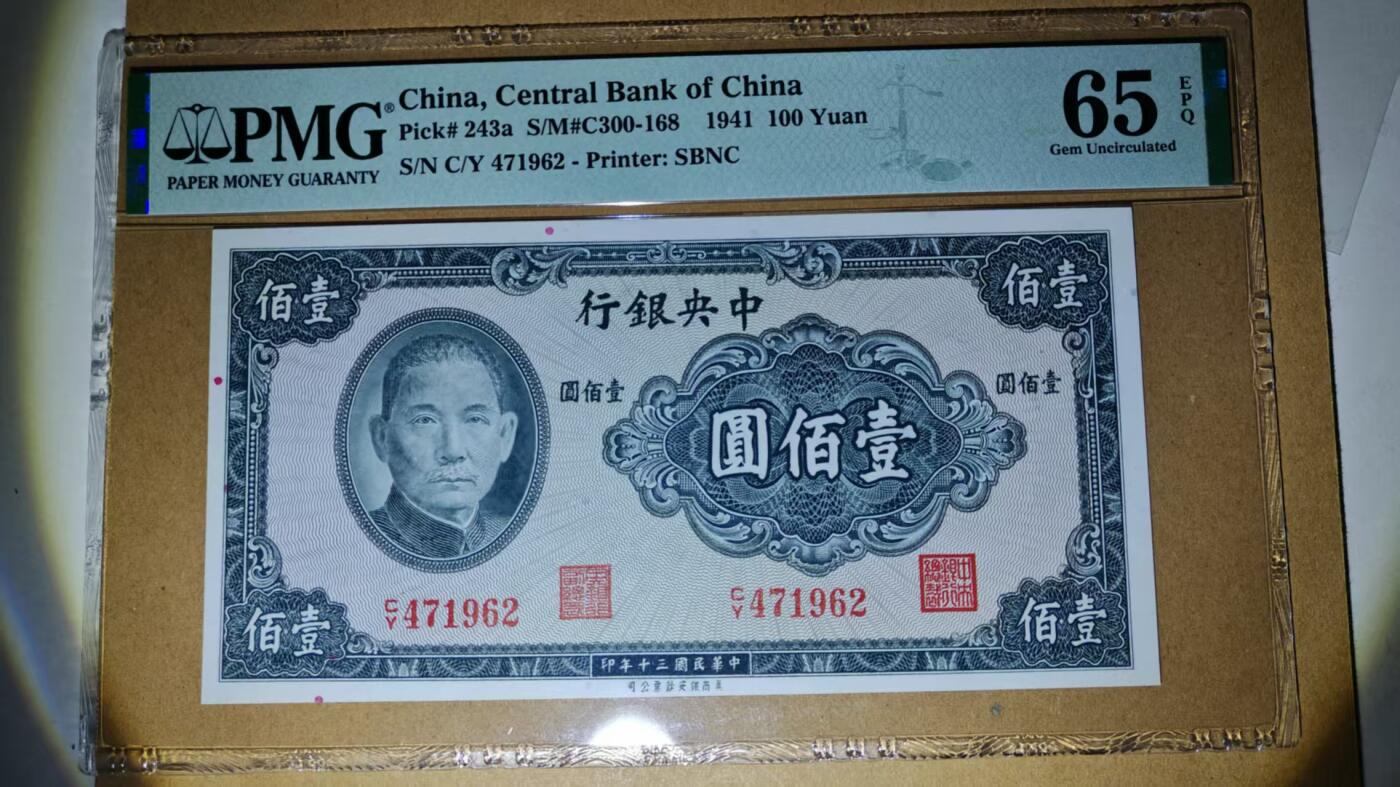 PMG®
PAPER MONEY GUARANTY
China, Central Bank of China
Pick# 243a S/M#C300-168 1941 100 Yuan
S/N C/Y 471962 - Printer: SBNC
65
EPQ
Gem Uncirculated
佰壹
佰壹
行銀央中
圓佰壹
圓佰壹
圓佰壹
C/Y 471962
C/Y 471962
佰壹
佰壹
印年十三國民華中